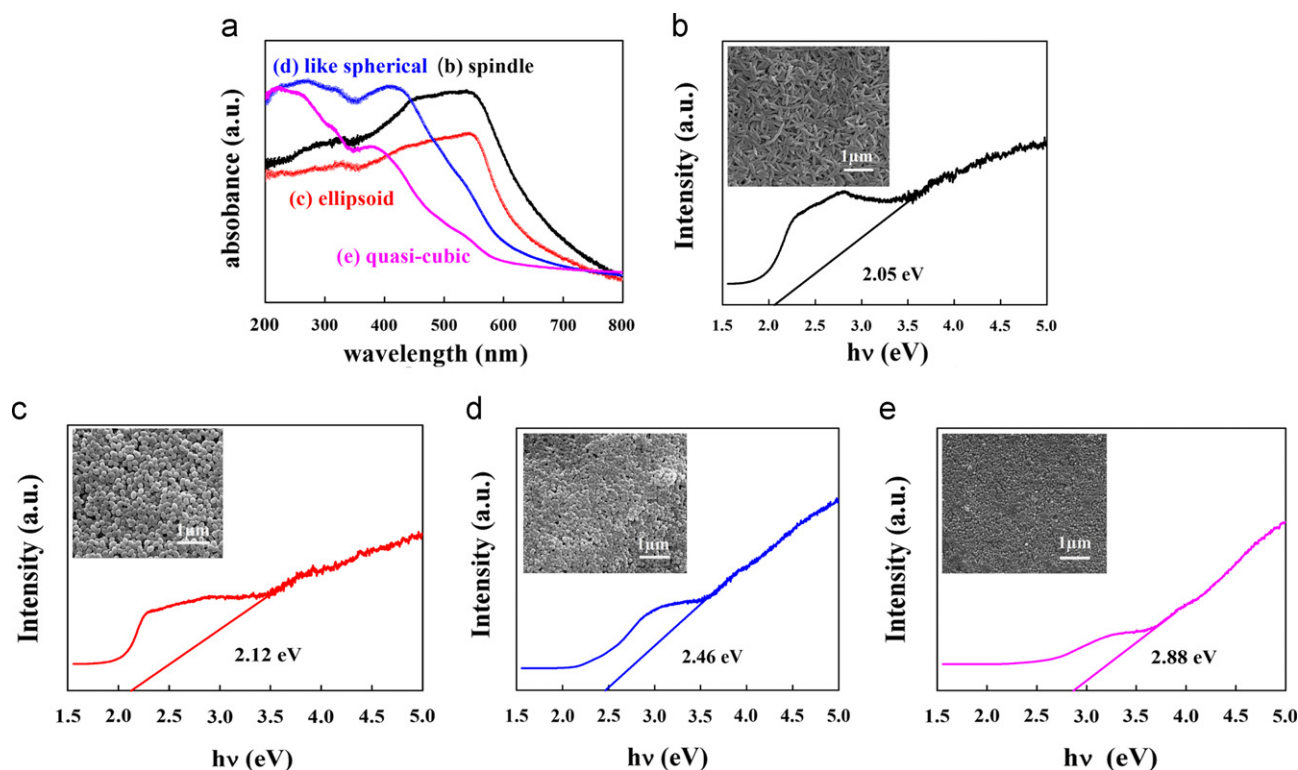 a
(d) like spherical (b) spindle
(c) ellipsoid
(e) quasi-cubic
absobance (a.u.)
200 300 400 500 600 700 800
wavelength (nm)
b
1μm
2.05 eV
Intensity (a.u.)
1.5 2.0 2.5 3.0 3.5 4.0 4.5 5.0
hν (eV)
c
1μm
2.12 eV
Intensity (a.u.)
1.5 2.0 2.5 3.0 3.5 4.0 4.5 5.0
hν (eV)
d
1μm
2.46 eV
Intensity (a.u.)
1.5 2.0 2.5 3.0 3.5 4.0 4.5 5.0
hν (eV)
e
1μm
2.88 eV
Intensity (a.u.)
1.5 2.0 2.5 3.0 3.5 4.0 4.5 5.0
hν (eV)